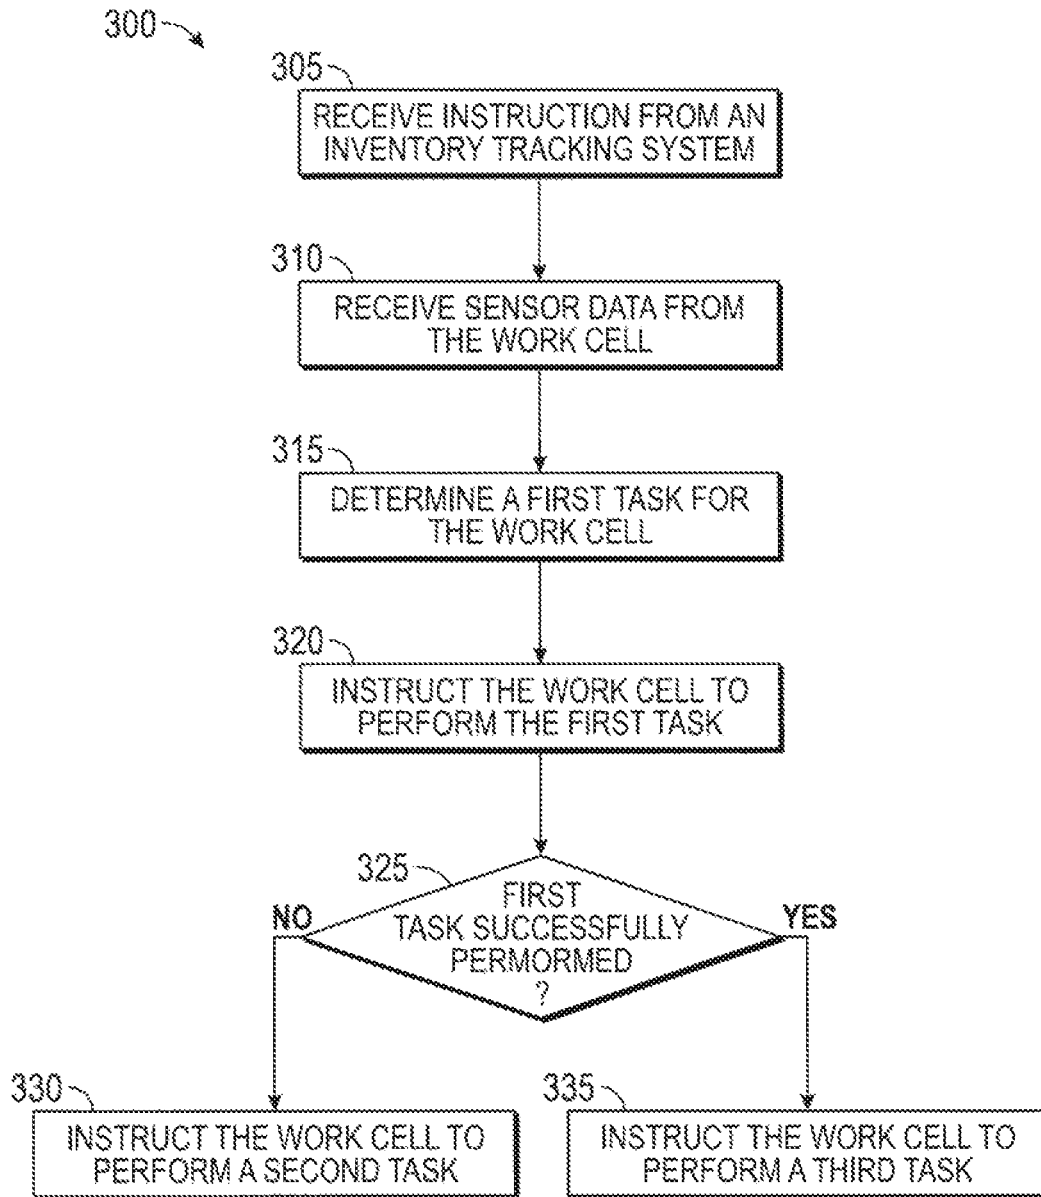 300
305
RECEIVE INSTRUCTION FROM AN
INVENTORY TRACKING SYSTEM
310
RECEIVE SENSOR DATA FROM
THE WORK CELL
315
DETERMINE A FIRST TASK FOR
THE WORK CELL
320
INSTRUCT THE WORK CELL TO
PERFORM THE FIRST TASK
325
FIRST
TASK SUCCESSFULLY
PERMORMED
?
NO
YES
330
INSTRUCT THE WORK CELL TO
PERFORM A SECOND TASK
335
INSTRUCT THE WORK CELL TO
PERFORM A THIRD TASK